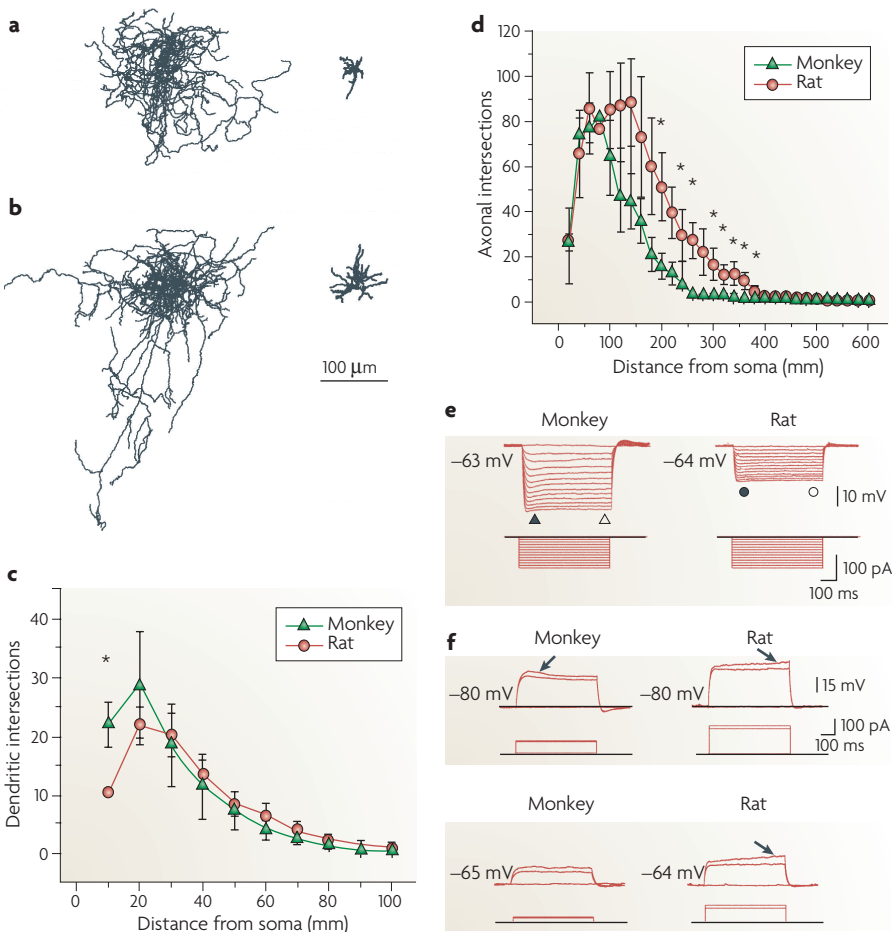 a
b
100 μm
c
Dendritic intersections
40
30
20
10
0
*
Monkey
Rat
0 20 40 60 80 100
Distance from soma (mm)
d
Axonal intersections
120
100
80
60
40
20
0
Monkey
Rat
* * * * * * * *
0 100 200 300 400 500 600
Distance from soma (mm)
e
Monkey Rat
–63 mV –64 mV
10 mV
100 pA
100 ms
f
Monkey Rat
–80 mV –80 mV
15 mV
100 pA
100 ms
Monkey Rat
–65 mV –64 mV